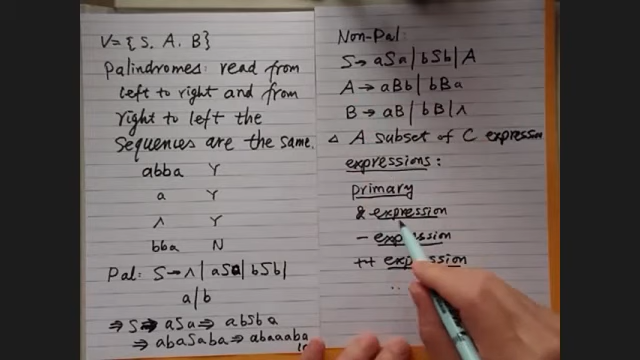 V = { S, A, B }
Palindromes: read from
left to right and from
right to left the
Sequences are the same.
abba Y
a Y
Λ Y
bba N
Pal: S → Λ | aSa | bSb |
a | b
⇒ S ⇒ aSa ⇒ abSba
⇒ abaSaba ⇒ abaaaba
Non-Pal:
S → aSa | bSb | A
A → aBb | bBa
B → aB | bB | Λ
△ A subset of C expression
expressions:
primary
& expression
- expression
++ expression
..